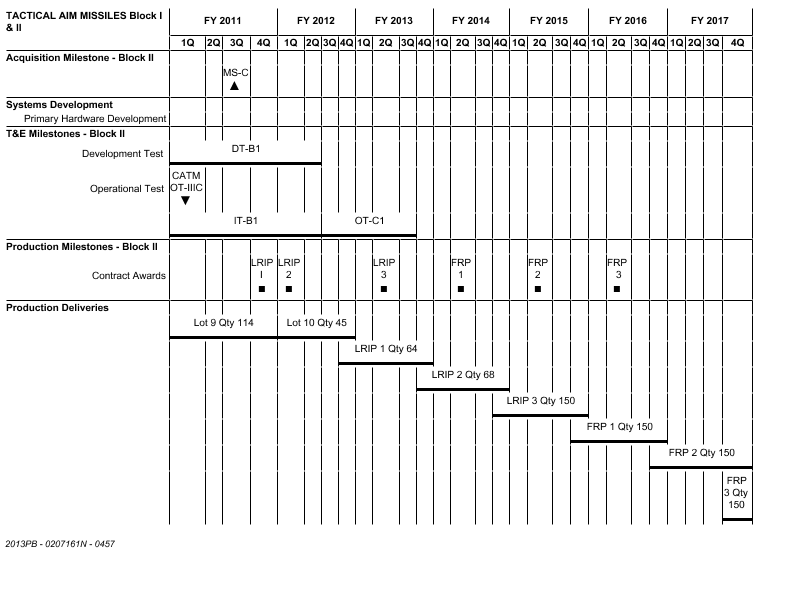 TACTICAL AIM MISSILES Block I
& II
FY 2011 FY 2012 FY 2013 FY 2014 FY 2015 FY 2016 FY 2017
1Q 2Q 3Q 4Q 1Q 2Q 3Q 4Q 1Q 2Q 3Q 4Q 1Q 2Q 3Q 4Q 1Q 2Q 3Q 4Q 1Q 2Q 3Q 4Q 1Q 2Q 3Q 4Q
Acquisition Milestone - Block II
MS-C
Systems Development
Primary Hardware Development
T&E Milestones - Block II
DT-B1
Development Test
CATM
Operational Test OT-IIIC
IT-B1 OT-C1
Production Milestones - Block II
LRIP LRIP LRIP FRP FRP FRP
Contract Awards I 2 3 1 2 3
Production Deliveries
Lot 9 Qty 114 Lot 10 Qty 45
LRIP 1 Qty 64
LRIP 2 Qty 68
LRIP 3 Qty 150
FRP 1 Qty 150
FRP 2 Qty 150
FRP
3 Qty
150
2013PB - 0207161N - 0457